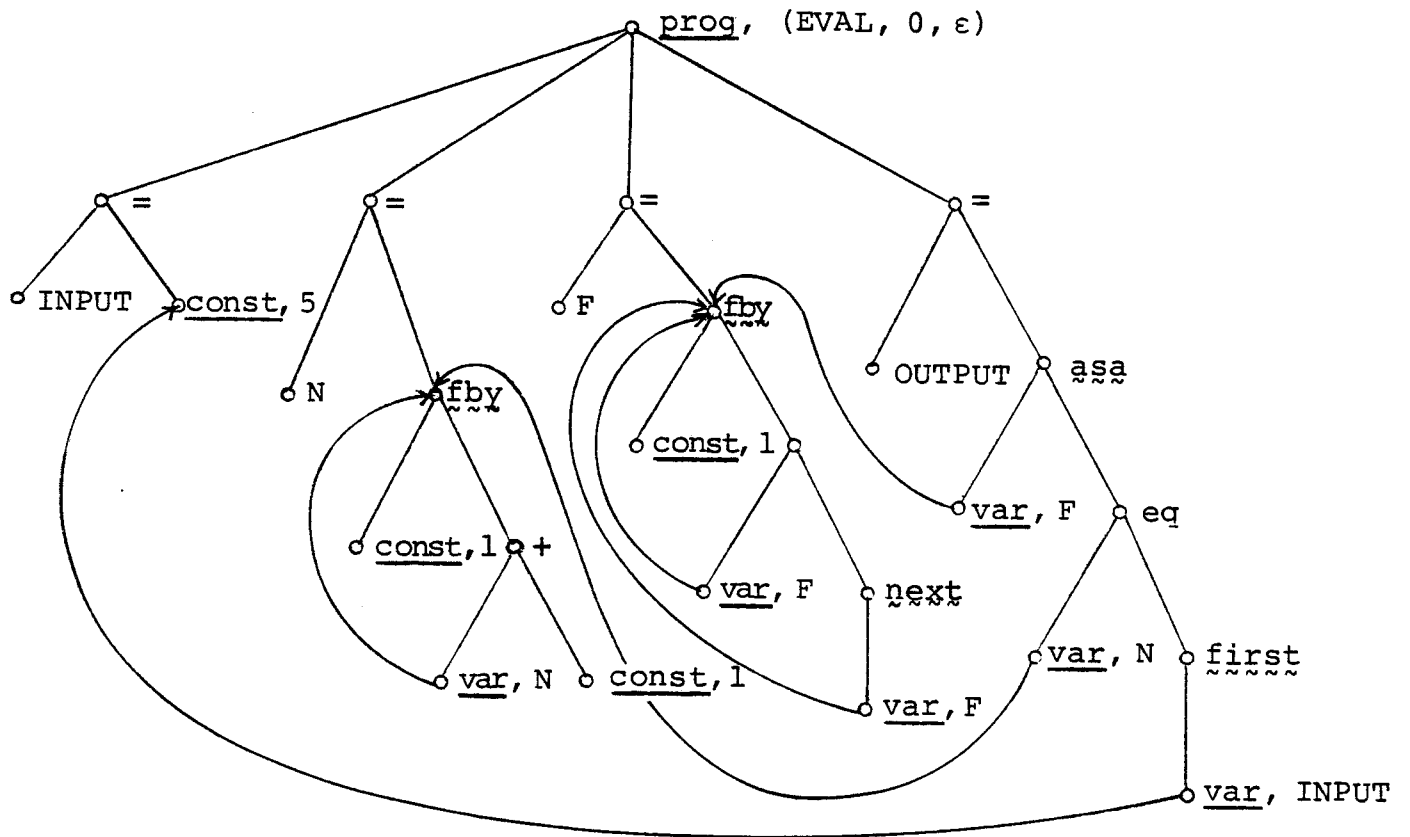 prog, (EVAL, 0, ε)
= = = =
INPUT const, 5 F fby
OUTPUT asa
N fby
const, 1
var, F eq
const, 1 +
var, F next
var, N first
var, N const, 1
var, F
var, INPUT